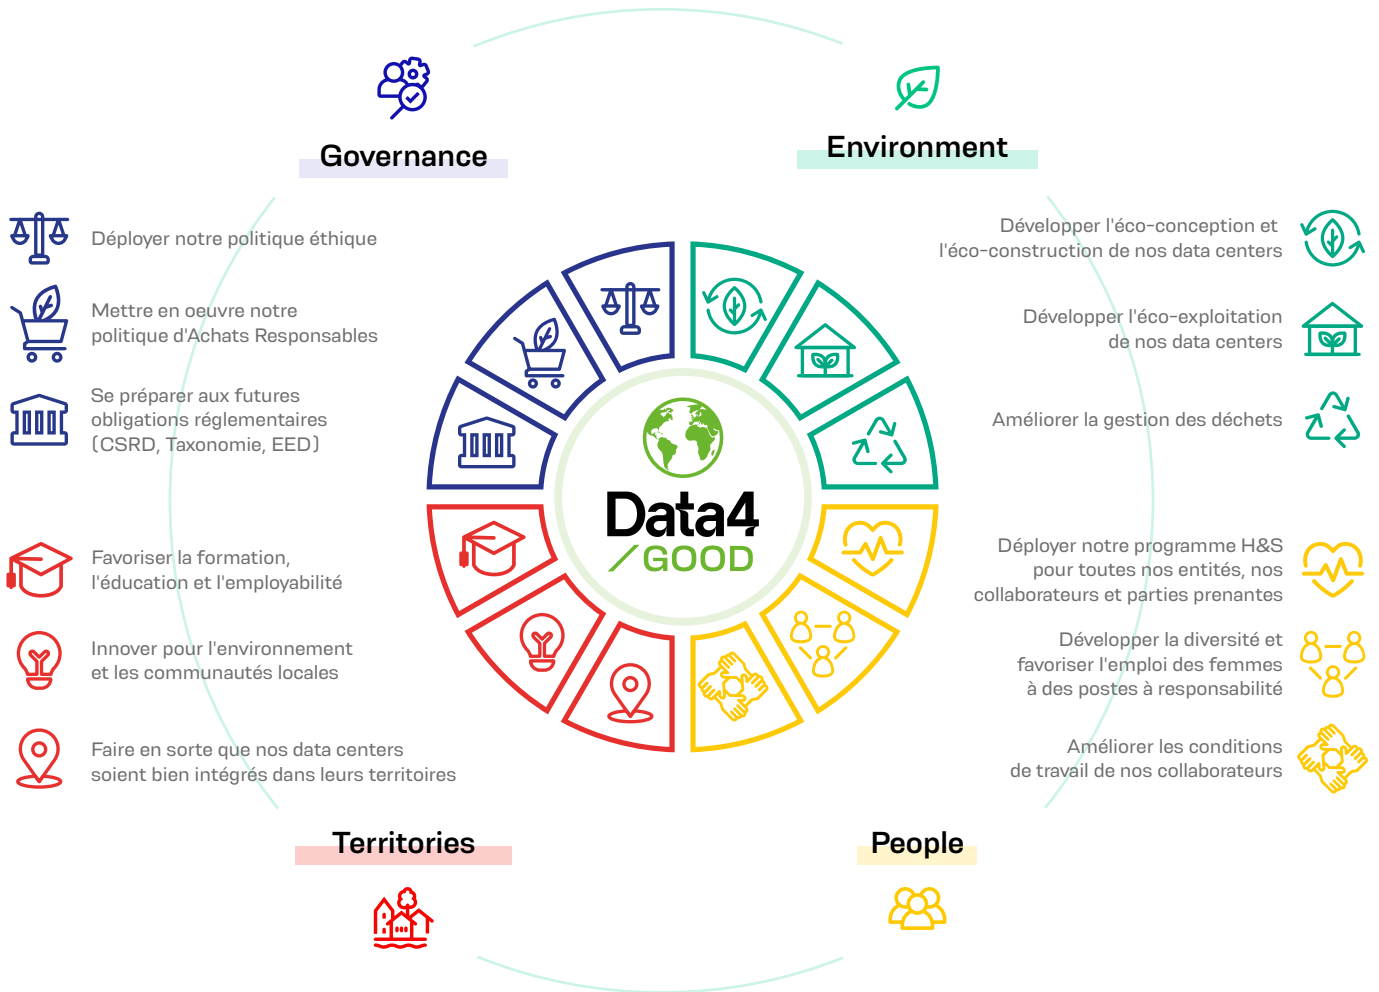 Governance
Environment
Déployer notre politique éthique
Mettre en oeuvre notre
politique d'Achats Responsables
Se préparer aux futures
obligations réglementaires
(CSRD, Taxonomie, EED)
Développer l'éco-conception et
l'éco-construction de nos data centers
Développer l'éco-exploitation
de nos data centers
Améliorer la gestion des déchets
Data4
/GOOD
Favoriser la formation,
l'éducation et l'employabilité
Innover pour l'environnement
et les communautés locales
Faire en sorte que nos data centers
soient bien intégrés dans leurs territoires
Déployer notre programme H&S
pour toutes nos entités, nos
collaborateurs et parties prenantes
Développer la diversité et
favoriser l'emploi des femmes
à des postes à responsabilité
Améliorer les conditions
de travail de nos collaborateurs
Territories
People